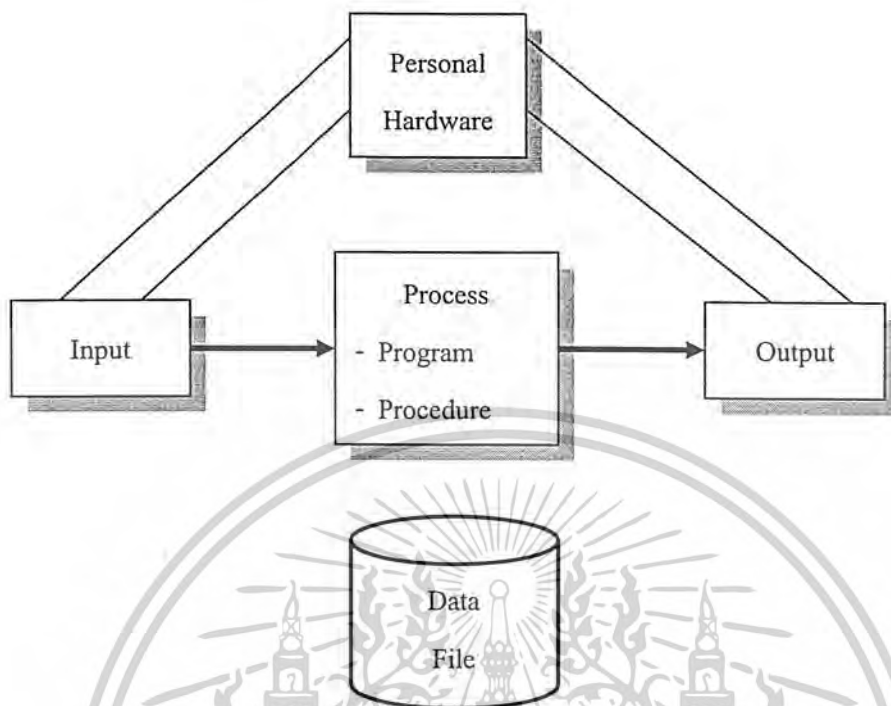 Personal
Hardware
Input
Process
- Program
- Procedure
Output
Data
File